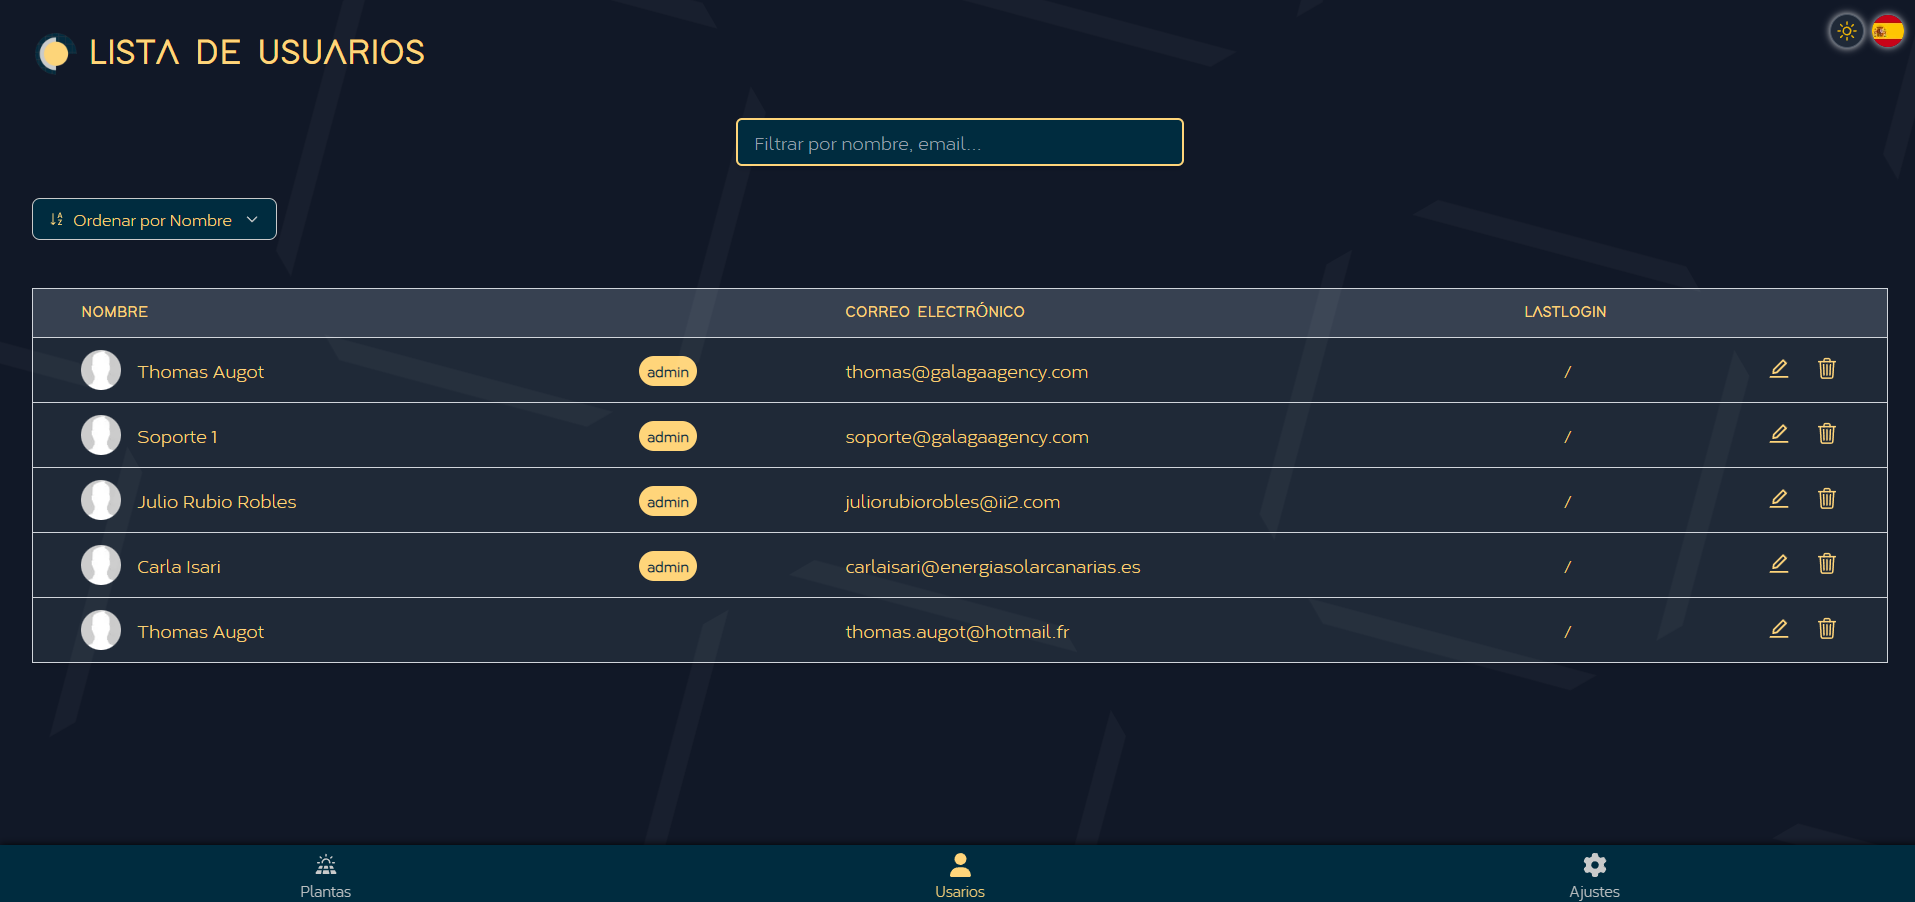 LISTA DE USUARIOS
Filtrar por nombre, email...
Ordenar por Nombre
NOMBRE CORREO ELECTRÓNICO LASTLOGIN
Thomas Augot admin thomas@galagaagency.com /
Soporte 1 admin soporte@galagaagency.com /
Julio Rubio Robles admin juliorubiorobles@ii2.com /
Carla Isari admin carlaisari@energiasolarcanarias.es /
Thomas Augot thomas.augot@hotmail.fr /
Plantas Usarios Ajustes